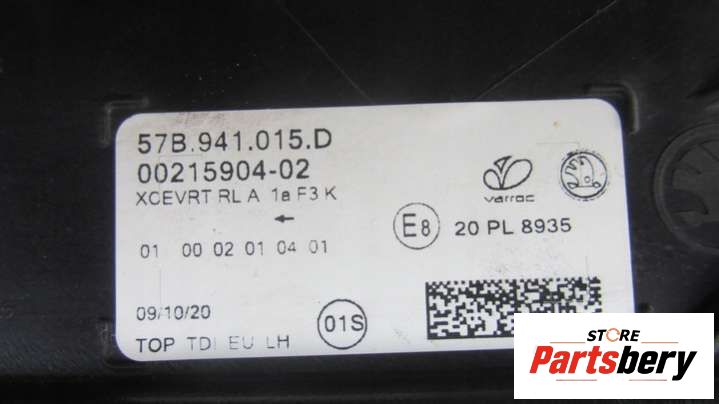 57B.941.015.D
00215904-02
XCEVRT RL A 1a F3 K
←
varroc
E8 20 PL 8935
01 00 02 01 04 01
09/10/20
01S
TOP TDI EU LH
STORE
Partsbery